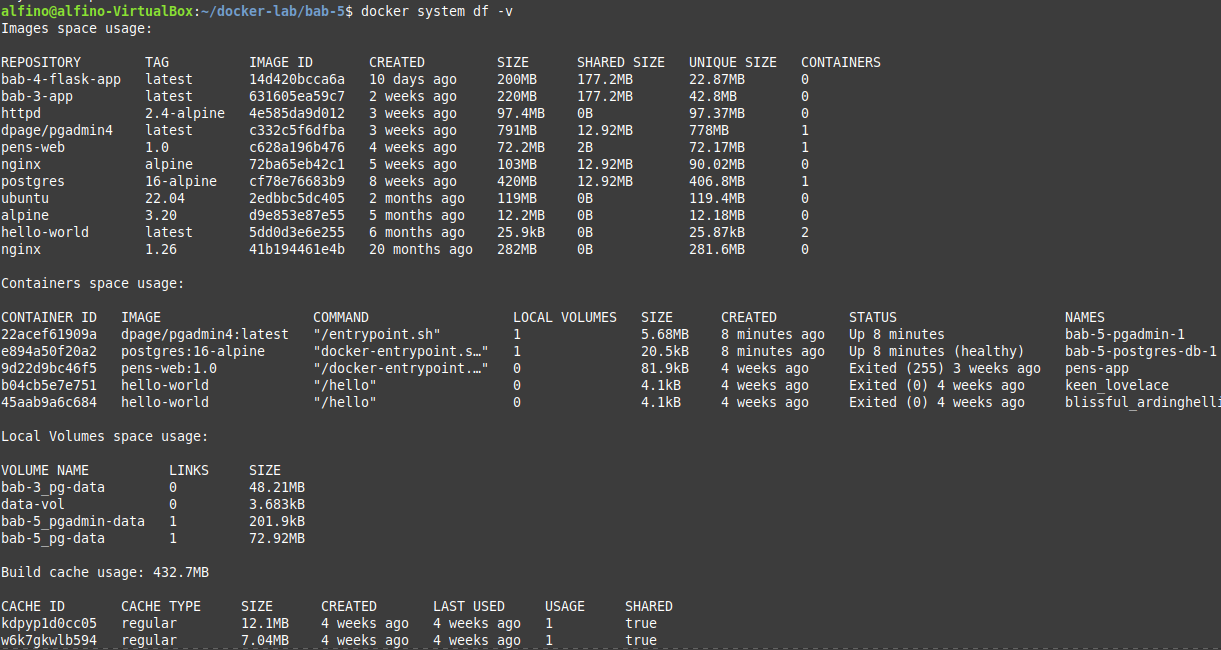 alfino@alfino-VirtualBox:~/docker-lab/bab-5$ docker system df -v
Images space usage:
REPOSITORY TAG IMAGE ID CREATED SIZE SHARED SIZE UNIQUE SIZE CONTAINERS
bab-4-flask-app latest 14d420bcca6a 10 days ago 200MB 177.2MB 22.87MB 0
bab-3-app latest 631605ea59c7 2 weeks ago 220MB 177.2MB 42.8MB 0
httpd 2.4-alpine 4e585da9d012 3 weeks ago 97.4MB 0B 97.37MB 0
dpage/pgadmin4 latest c332c5f6dfba 3 weeks ago 791MB 12.92MB 778MB 1
pens-web 1.0 c628a196b476 4 weeks ago 72.2MB 2B 72.17MB 1
nginx alpine 72ba65eb42c1 5 weeks ago 103MB 12.92MB 90.02MB 0
postgres 16-alpine cf78e76683b9 8 weeks ago 420MB 12.92MB 406.8MB 1
ubuntu 22.04 2edbbc5dc405 2 months ago 119MB 0B 119.4MB 0
alpine 3.20 d9e853e87e55 5 months ago 12.2MB 0B 12.18MB 0
hello-world latest 5dd0d3e6e255 6 months ago 25.9kB 0B 25.87kB 2
nginx 1.26 41b194461e4b 20 months ago 282MB 0B 281.6MB 0
Containers space usage:
CONTAINER ID IMAGE COMMAND LOCAL VOLUMES SIZE CREATED STATUS NAMES
22acef61909a dpage/pgadmin4:latest "/entrypoint.sh" 1 5.68MB 8 minutes ago Up 8 minutes bab-5-pgadmin-1
e894a50f20a2 postgres:16-alpine "docker-entrypoint.s…" 1 20.5kB 8 minutes ago Up 8 minutes (healthy) bab-5-postgres-db-1
9d22d9bc46f5 pens-web:1.0 "/docker-entrypoint.…" 0 81.9kB 4 weeks ago Exited (255) 3 weeks ago pens-app
b04cb5e7e751 hello-world "/hello" 0 4.1kB 4 weeks ago Exited (0) 4 weeks ago keen_lovelace
45aab9a6c684 hello-world "/hello" 0 4.1kB 4 weeks ago Exited (0) 4 weeks ago blissful_ardinghelli
Local Volumes space usage:
VOLUME NAME LINKS SIZE
bab-3_pg-data 0 48.21MB
data-vol 0 3.683kB
bab-5_pgadmin-data 1 201.9kB
bab-5_pg-data 1 72.92MB
Build cache usage: 432.7MB
CACHE ID CACHE TYPE SIZE CREATED LAST USED USAGE SHARED
kdpyp1d0cc05 regular 12.1MB 4 weeks ago 4 weeks ago 1 true
w6k7gkwlb594 regular 7.04MB 4 weeks ago 4 weeks ago 1 true